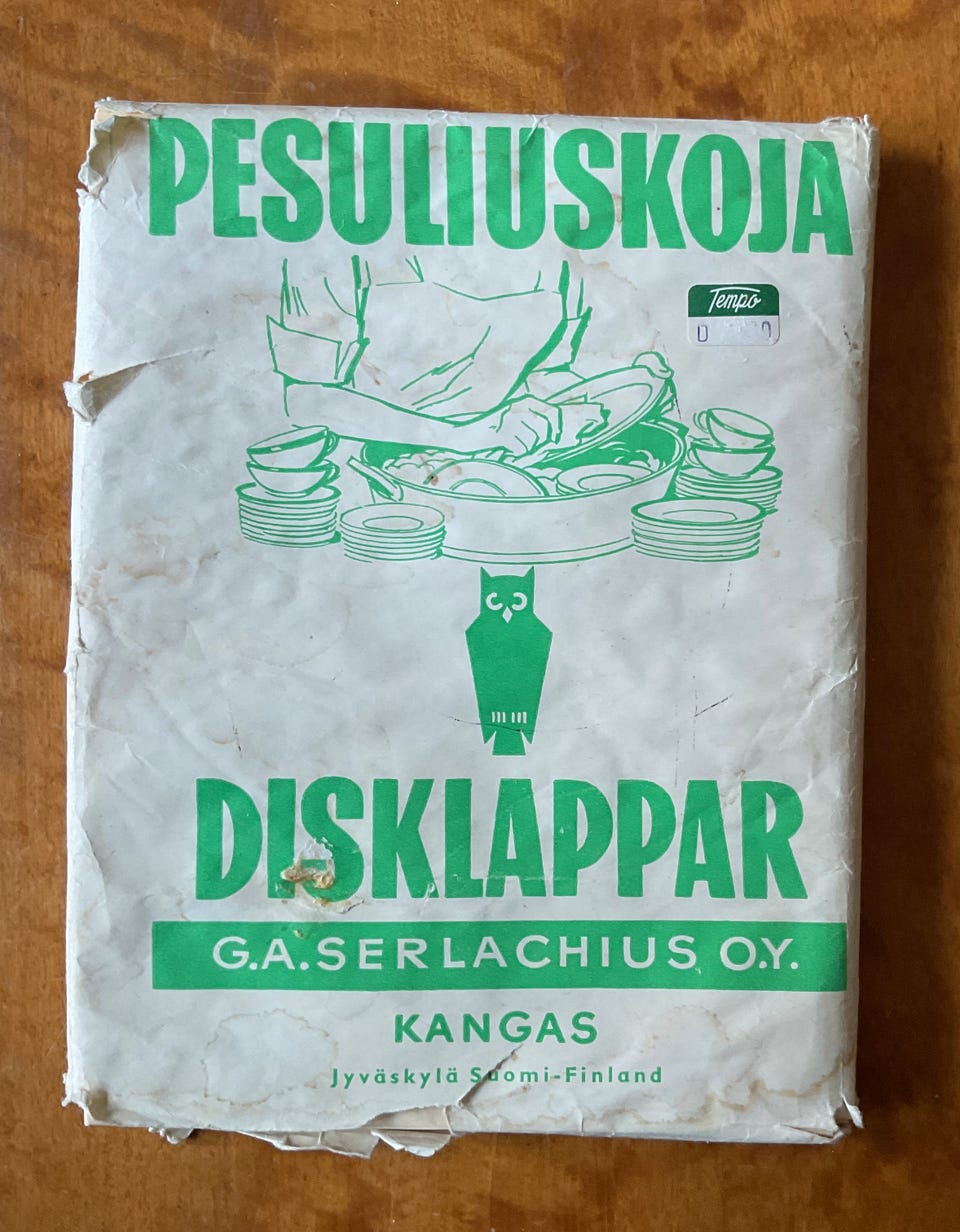 PESULIUSKOJA
Tempo
DISKLAPPAR
G.A.SERLACHIUS O.Y.
KANGAS
Jyväskylä Suomi-Finland